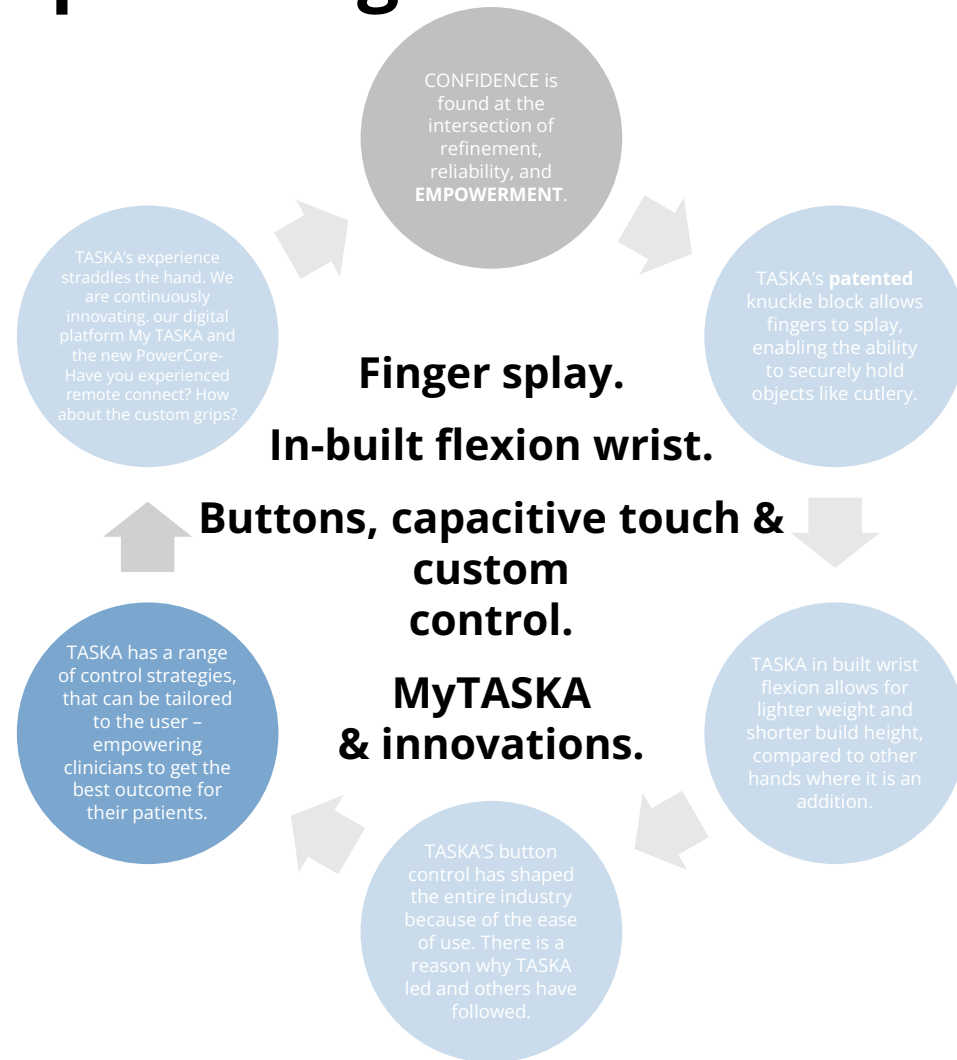 CONFIDENCE is
found at the
intersection of
refinement,
reliability, and
EMPOWERMENT.
TASKA's patented
knuckle block allows
fingers to splay,
enabling the ability
to securely hold
objects like cutlery.
TASKA in built wrist
flexion allows for
lighter weight and
shorter build height,
compared to other
hands where it is an
addition.
TASKA'S button
control has shaped
the entire industry
because of the ease
of use. There is a
reason why TASKA
led and others have
followed.
TASKA has a range
of control strategies,
that can be tailored
to the user –
empowering
clinicians to get the
best outcome for
their patients.
TASKA's experience
straddles the hand. We
are continuously
innovating. our digital
platform My TASKA and
the new PowerCore-
Have you experienced
remote connect? How
about the custom grips?
Finger splay.
In-built flexion wrist.
Buttons, capacitive touch &
custom
control.
MyTASKA
& innovations.